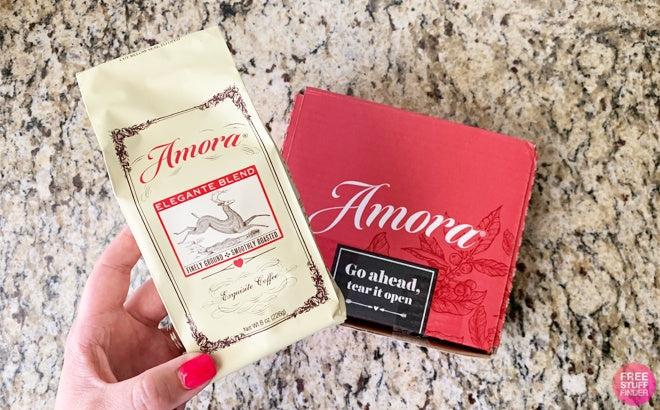 Amora®
ELEGANTE BLEND
FINELY GROUND SMOOTHLY ROASTED
Exquisite Coffee
Net Wt 8 oz (226g)
Amora®
Go ahead,
tear it open
FREE
STUFF
FINDER